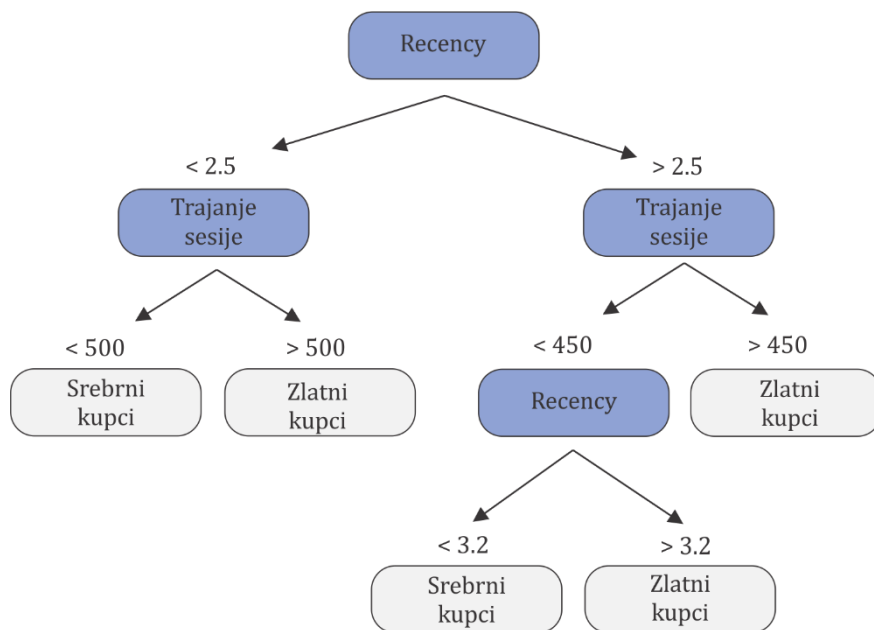 Recency
< 2.5
> 2.5
Trajanje
sesije
Trajanje
sesije
< 500
> 500
< 450
> 450
Srebrni
kupci
Zlatni
kupci
Recency
Zlatni
kupci
< 3.2
> 3.2
Srebrni
kupci
Zlatni
kupci